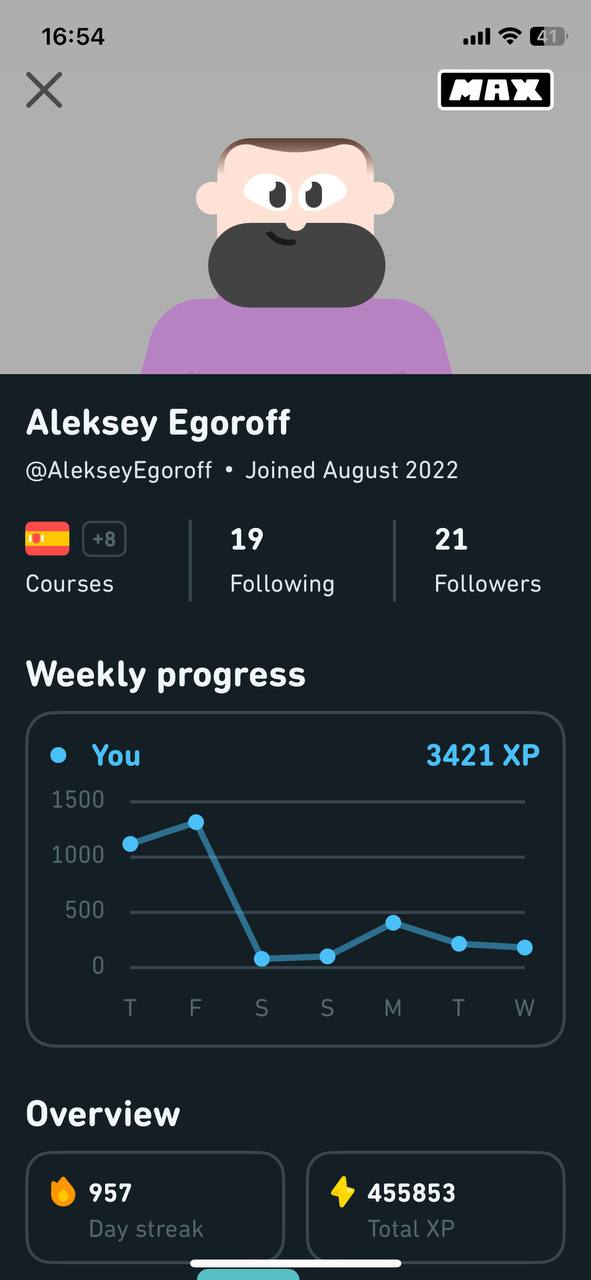 16:54
41
MAX
Aleksey Egoroff
@AlekseyEgoroff • Joined August 2022
+8 19 21
Courses Following Followers
Weekly progress
You 3421 XP
1500
1000
500
0
T F S S M T W
Overview
957 455853
Day streak Total XP